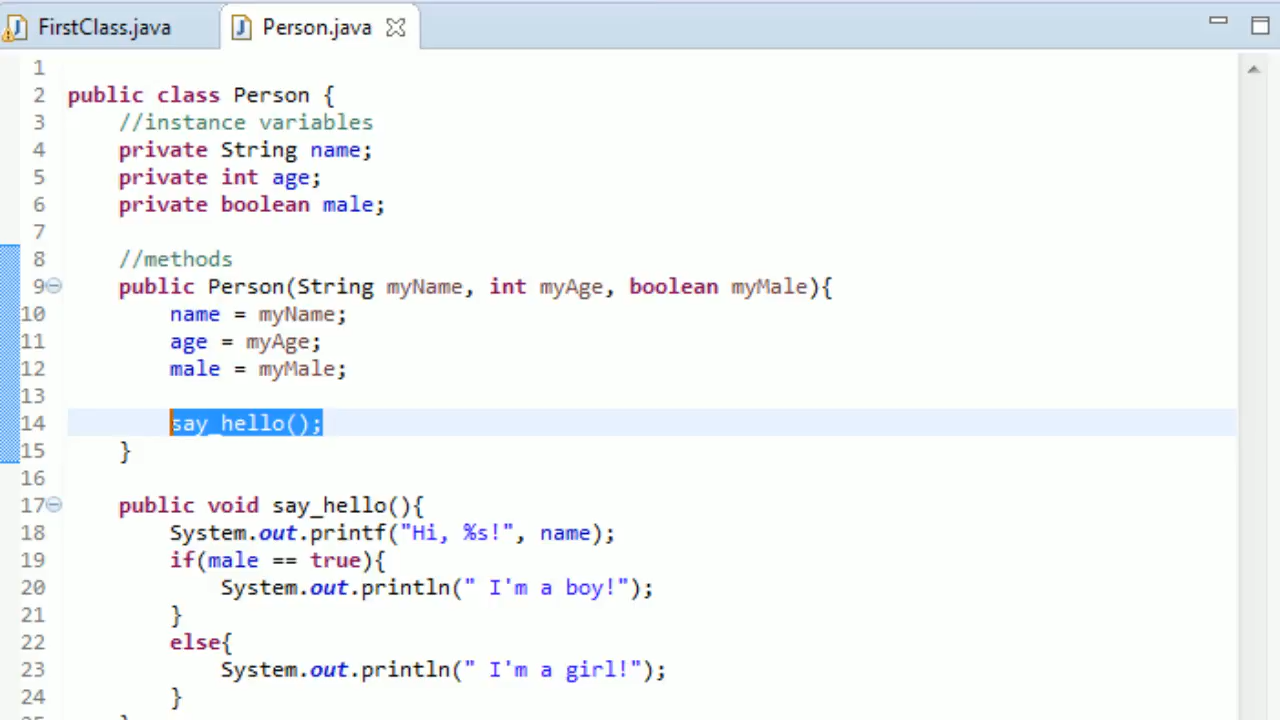 FirstClass.java Person.java
1
2 public class Person {
3 //instance variables
4 private String name;
5 private int age;
6 private boolean male;
7
8 //methods
9 public Person(String myName, int myAge, boolean myMale){
10 name = myName;
11 age = myAge;
12 male = myMale;
13
14 say_hello();
15 }
16
17 public void say_hello(){
18 System.out.printf("Hi, %s!", name);
19 if(male == true){
20 System.out.println(" I'm a boy!");
21 }
22 else{
23 System.out.println(" I'm a girl!");
24 }